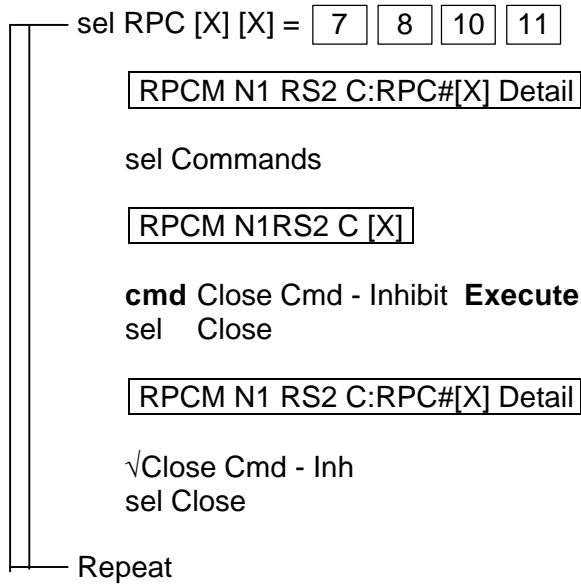 sel RPC [X] [X] = 7 8 10 11
RPCM N1 RS2 C:RPC#[X] Detail
sel Commands
RPCM N1RS2 C [X]
cmd Close Cmd - Inhibit Execute
sel Close
RPCM N1 RS2 C:RPC#[X] Detail
√Close Cmd - Inh
sel Close
Repeat